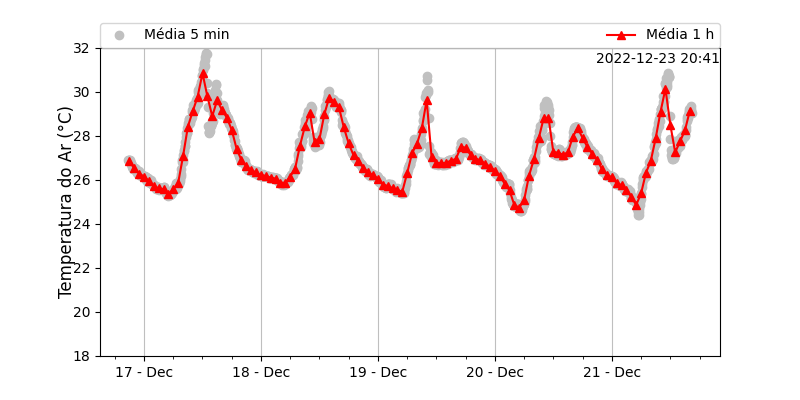 Média 5 min
Média 1 h
2022-12-23 20:41
Temperatura do Ar (°C)
32
30
28
26
24
22
20
18
17 - Dec
18 - Dec
19 - Dec
20 - Dec
21 - Dec